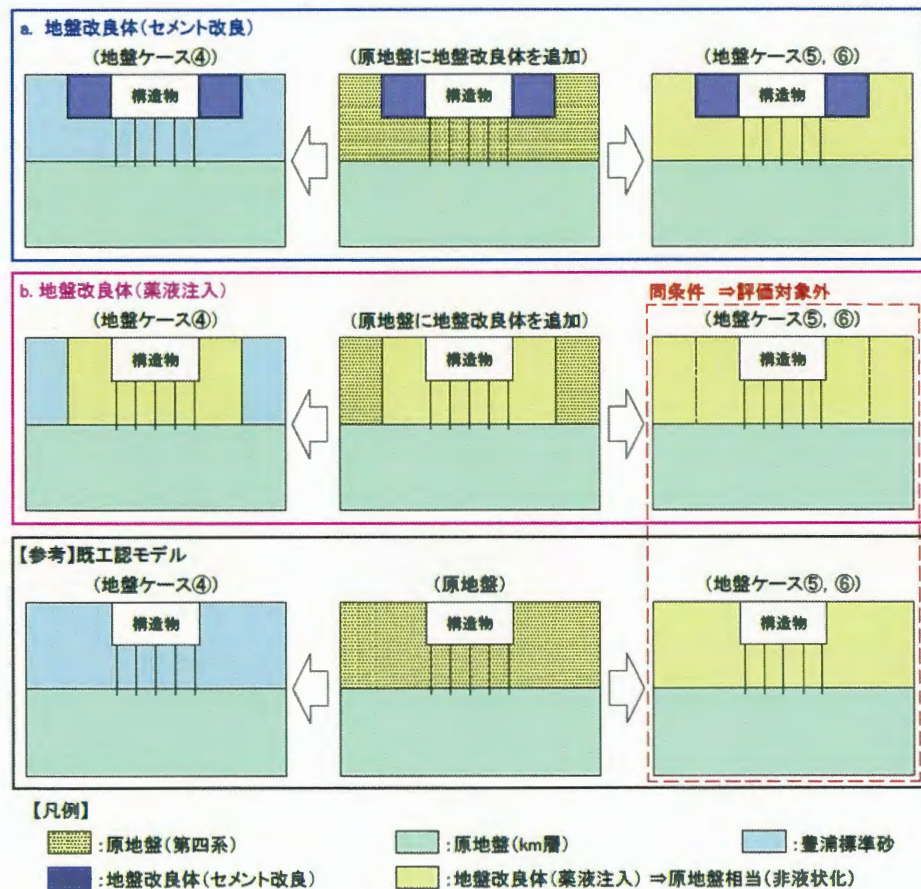 a. 地盤改良体(セメント改良)
(地盤ケース④) (原地盤に地盤改良体を追加) (地盤ケース⑤, ⑥)
構造物 構造物 構造物
b. 地盤改良体(薬液注入) 同条件 ⇒評価対象外
(地盤ケース④) (原地盤に地盤改良体を追加) (地盤ケース⑤, ⑥)
構造物 構造物 構造物
【参考】既工認モデル
(地盤ケース④) (原地盤) (地盤ケース⑤, ⑥)
構造物 構造物 構造物
【凡例】
:原地盤(第四系) :原地盤(km層) :豊浦標準砂
:地盤改良体(セメント改良) :地盤改良体(薬液注入) ⇒原地盤相当(非液状化)